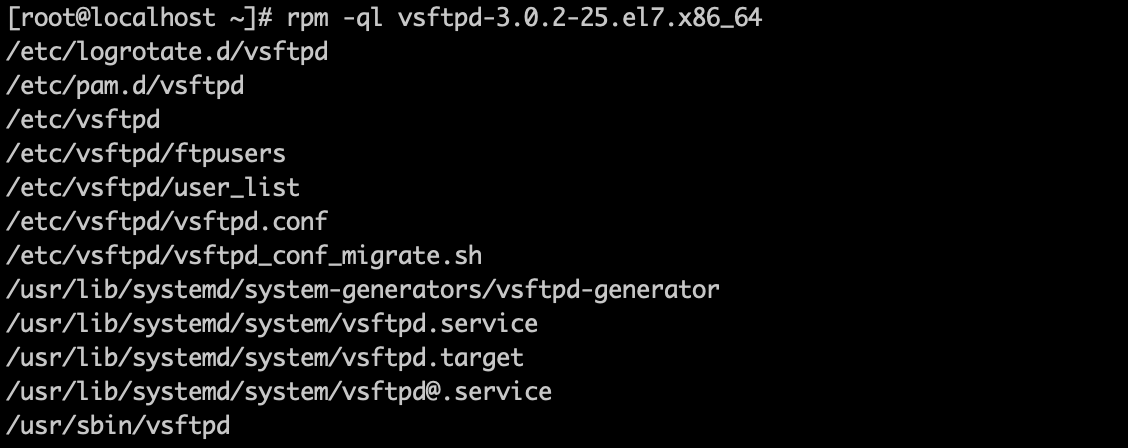 [root@localhost ~]# rpm -ql vsftpd-3.0.2-25.el7.x86_64
/etc/logrotate.d/vsftpd
/etc/pam.d/vsftpd
/etc/vsftpd
/etc/vsftpd/ftpusers
/etc/vsftpd/user_list
/etc/vsftpd/vsftpd.conf
/etc/vsftpd/vsftpd_conf_migrate.sh
/usr/lib/systemd/system-generators/vsftpd-generator
/usr/lib/systemd/system/vsftpd.service
/usr/lib/systemd/system/vsftpd.target
/usr/lib/systemd/system/vsftpd@.service
/usr/sbin/vsftpd